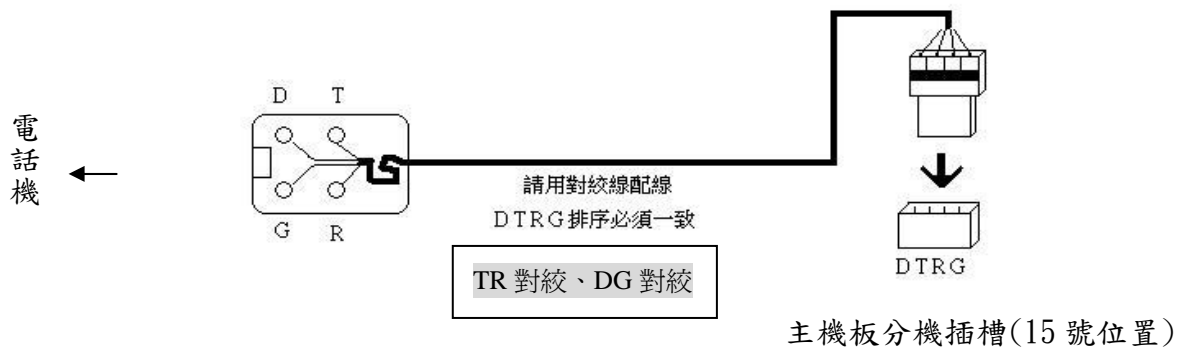 D T
電話機
G R
請用對絞線配線
DTRG排序必須一致
TR 對絞、DG 對絞
DTRG
主機板分機插槽(15 號位置)